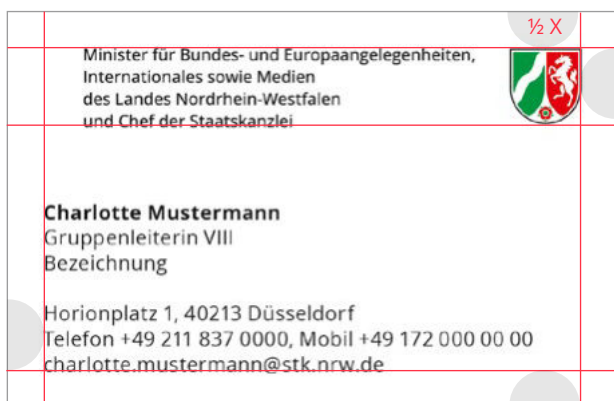 ½ X
Minister für Bundes- und Europaangelegenheiten,
Internationales sowie Medien
des Landes Nordrhein-Westfalen
und Chef der Staatskanzlei
Charlotte Mustermann
Gruppenleiterin VIII
Bezeichnung
Horionplatz 1, 40213 Düsseldorf
Telefon +49 211 837 0000, Mobil +49 172 000 00 00
charlotte.mustermann@stk.nrw.de